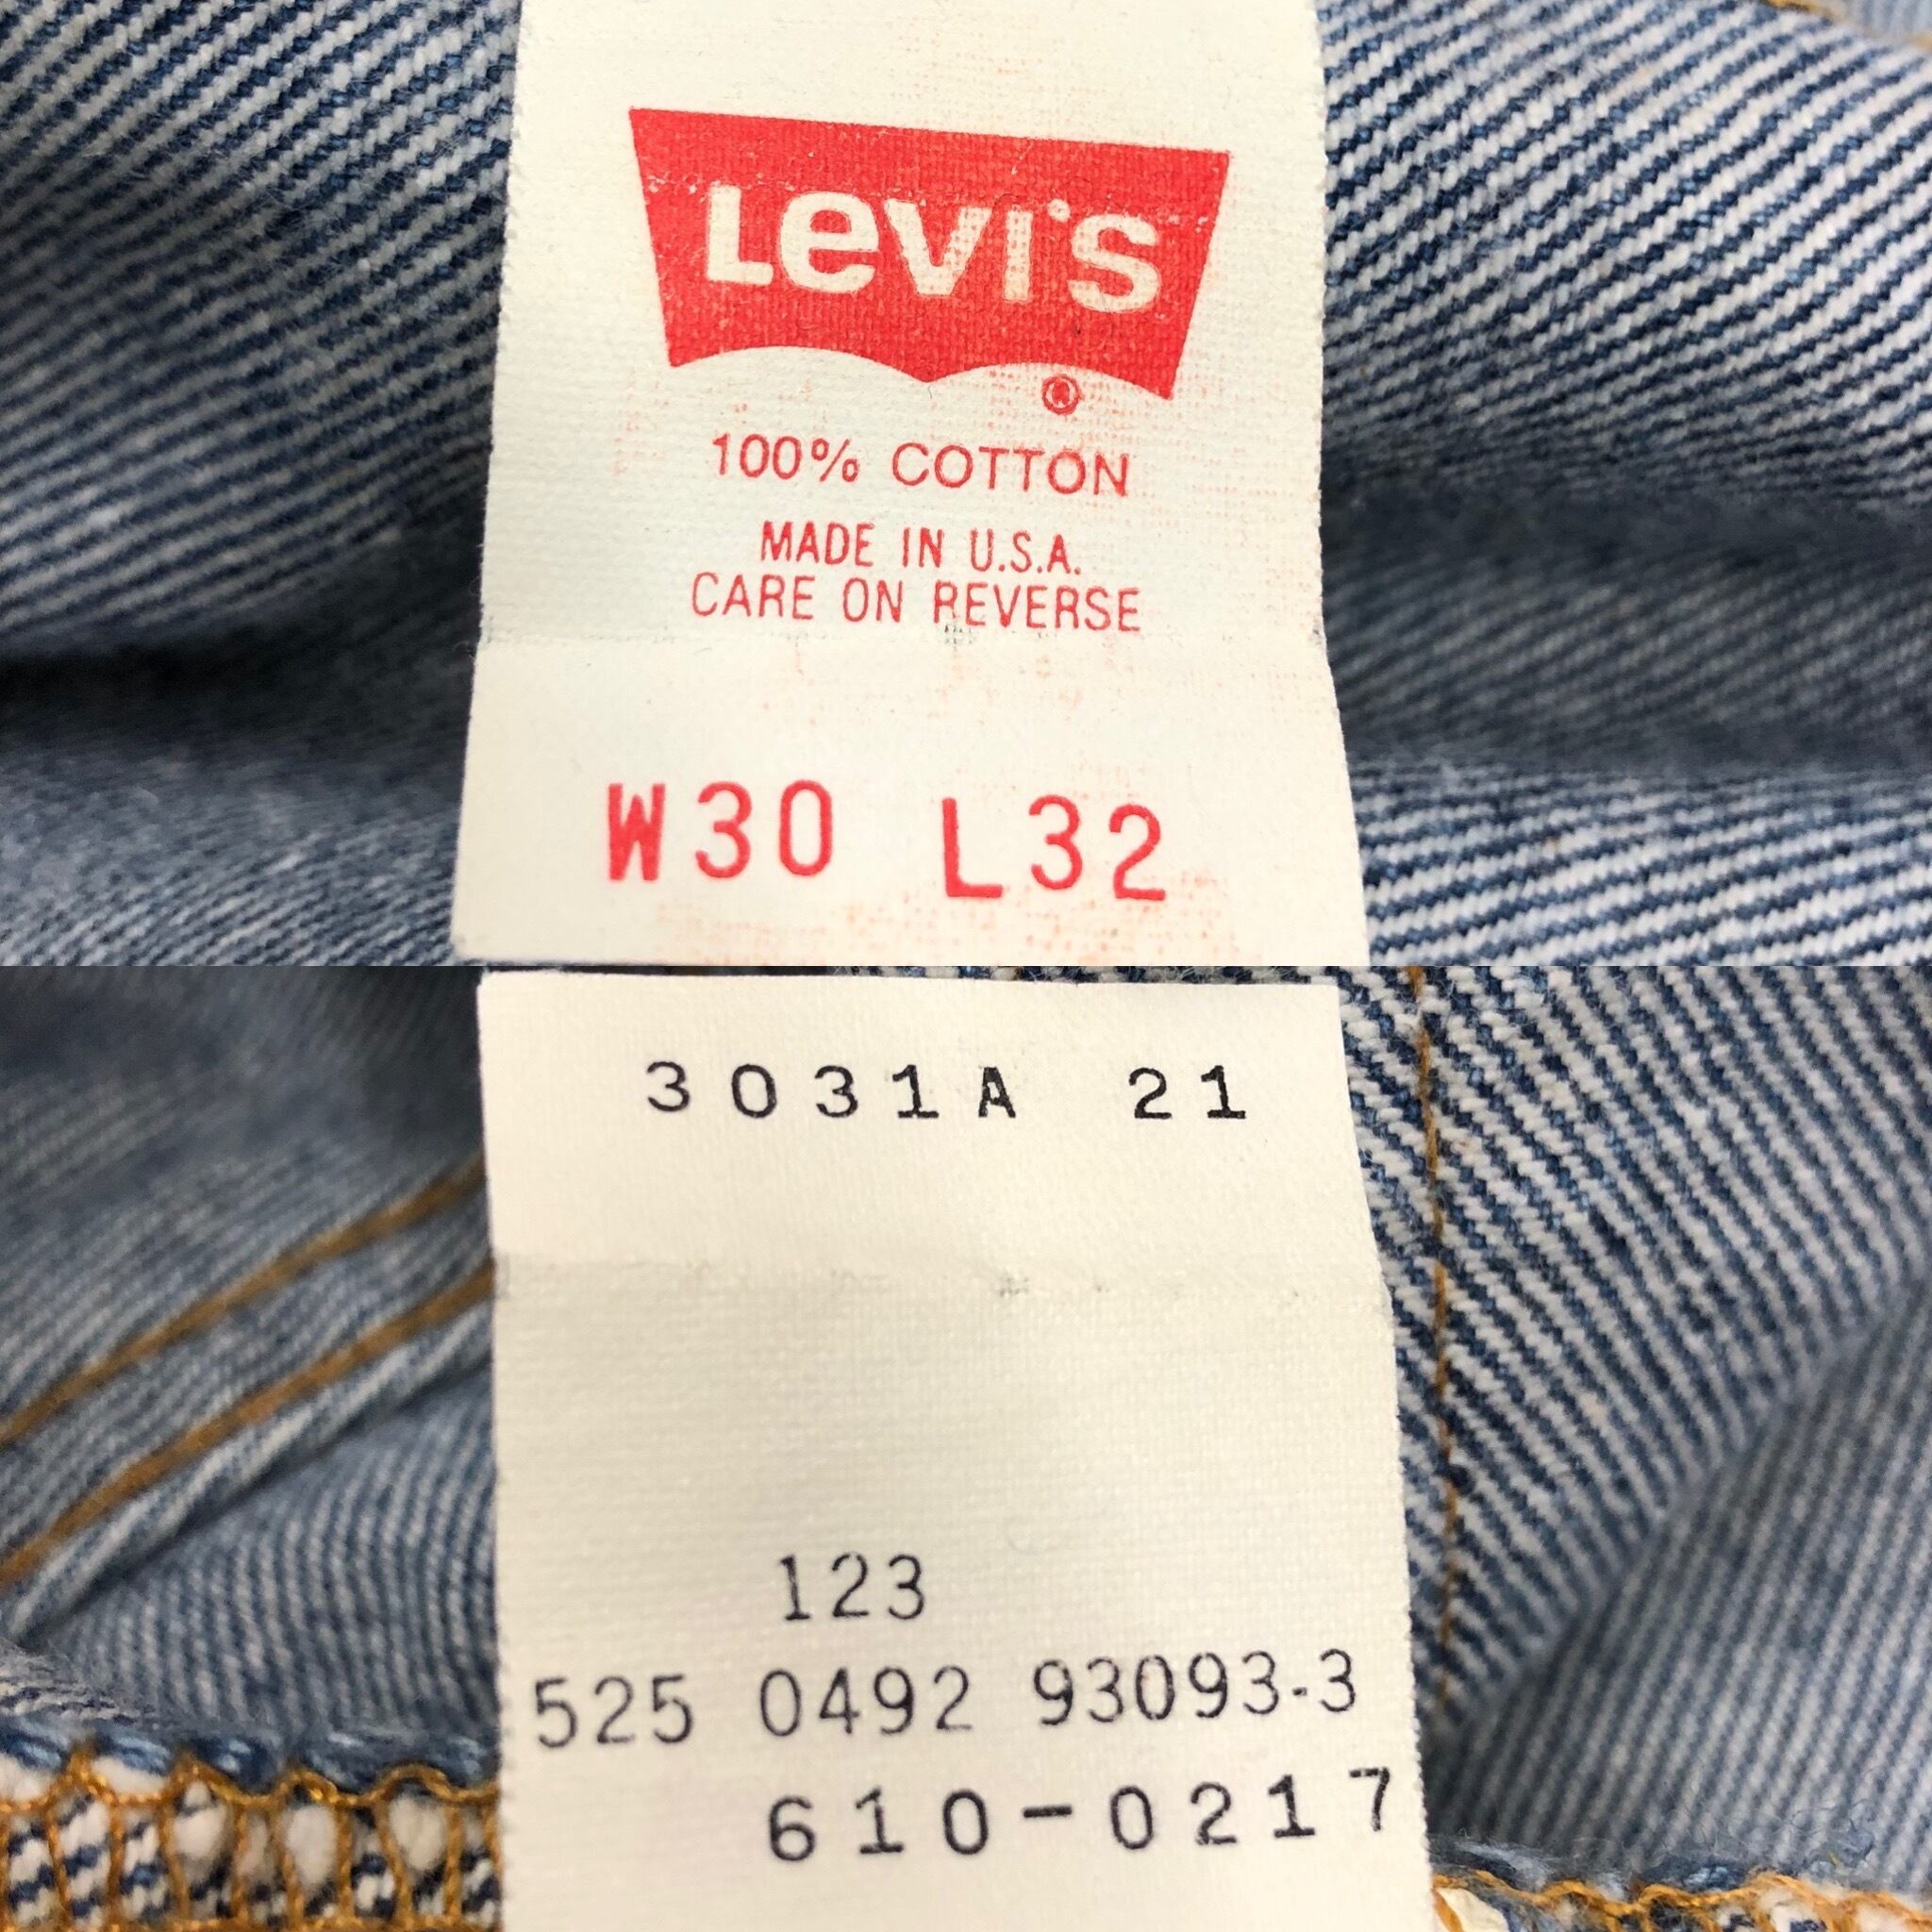 Levi's
®
100% COTTON
MADE IN U.S.A.
CARE ON REVERSE
W30 L32
3031A 21
123
525 0492 93093-3
610-0217